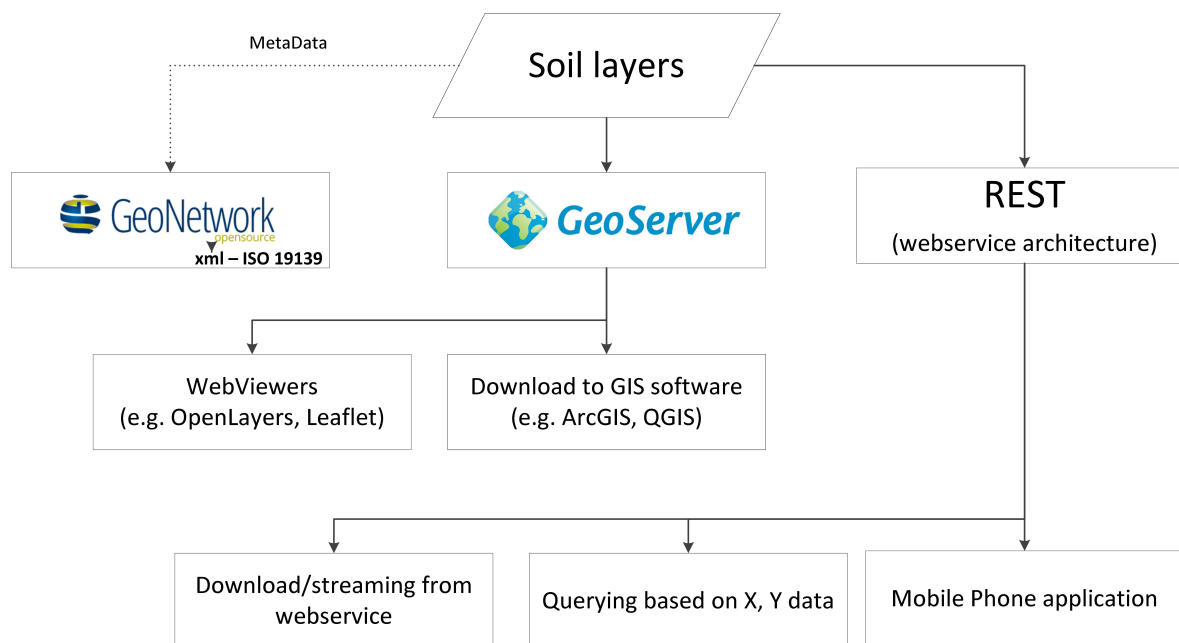 MetaData
Soil layers
GeoNetwork
opensource
xml – ISO 19139
GeoServer
REST
(webservice architecture)
WebViewers
(e.g. OpenLayers, Leaflet)
Download to GIS software
(e.g. ArcGIS, QGIS)
Download/streaming from
webservice
Querying based on X, Y data
Mobile Phone application